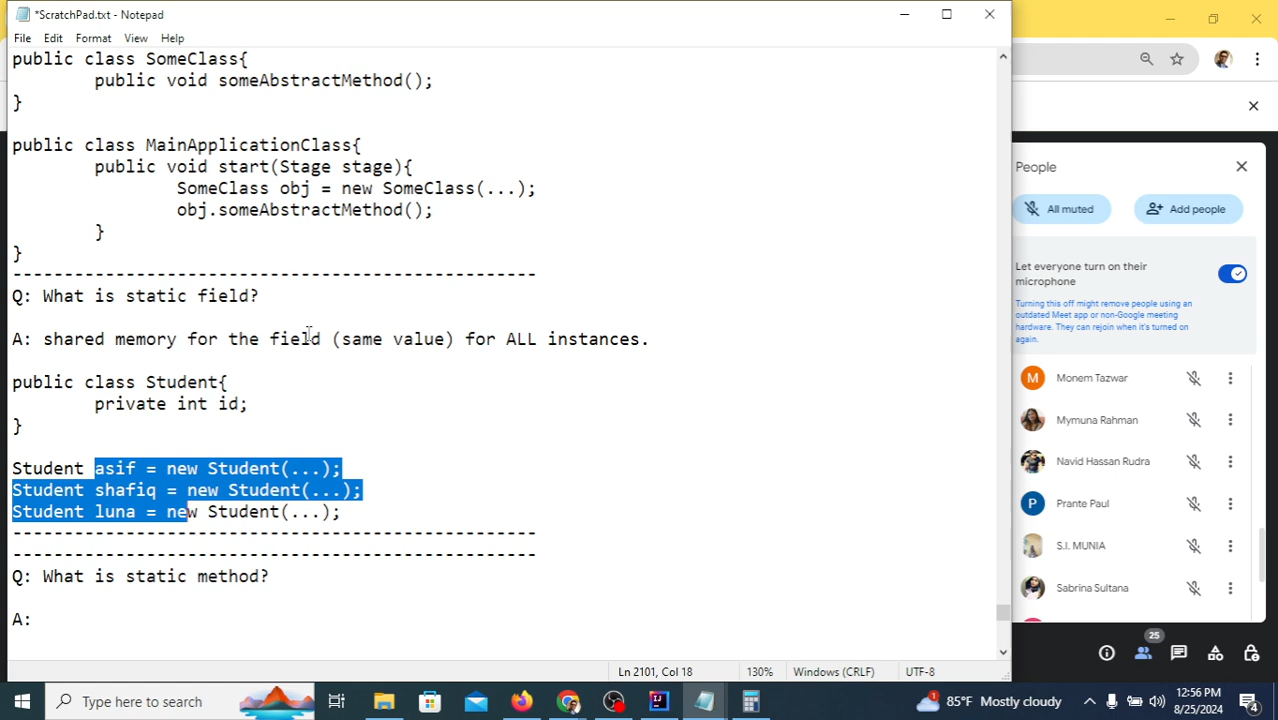 *ScratchPad.txt - Notepad
File Edit Format View Help
public class SomeClass{
public void someAbstractMethod();
}
public class MainApplicationClass{
public void start(Stage stage){
SomeClass obj = new SomeClass(...);
obj.someAbstractMethod();
}
}
---------------------------------------------------
Q: What is static field?
A: shared memory for the field (same value) for ALL instances.
public class Student{
private int id;
}
Student asif = new Student(...);
Student shafiq = new Student(...);
Student luna = new Student(...);
---------------------------------------------------
---------------------------------------------------
Q: What is static method?
A:
Ln 2101, Col 18 130% Windows (CRLF) UTF-8
People
All muted Add people
Let everyone turn on their
microphone
Turning this off might remove people using an
outdated Meet app or non-Google meeting
hardware. They can rejoin when it's turned on
again.
M Monem Tazwar
Mymuna Rahman
Navid Hassan Rudra
P Prante Paul
S.I. MUNIA
Sabrina Sultana
25
Type here to search
1 85°F Mostly cloudy
12:56 PM
8/25/2024
4